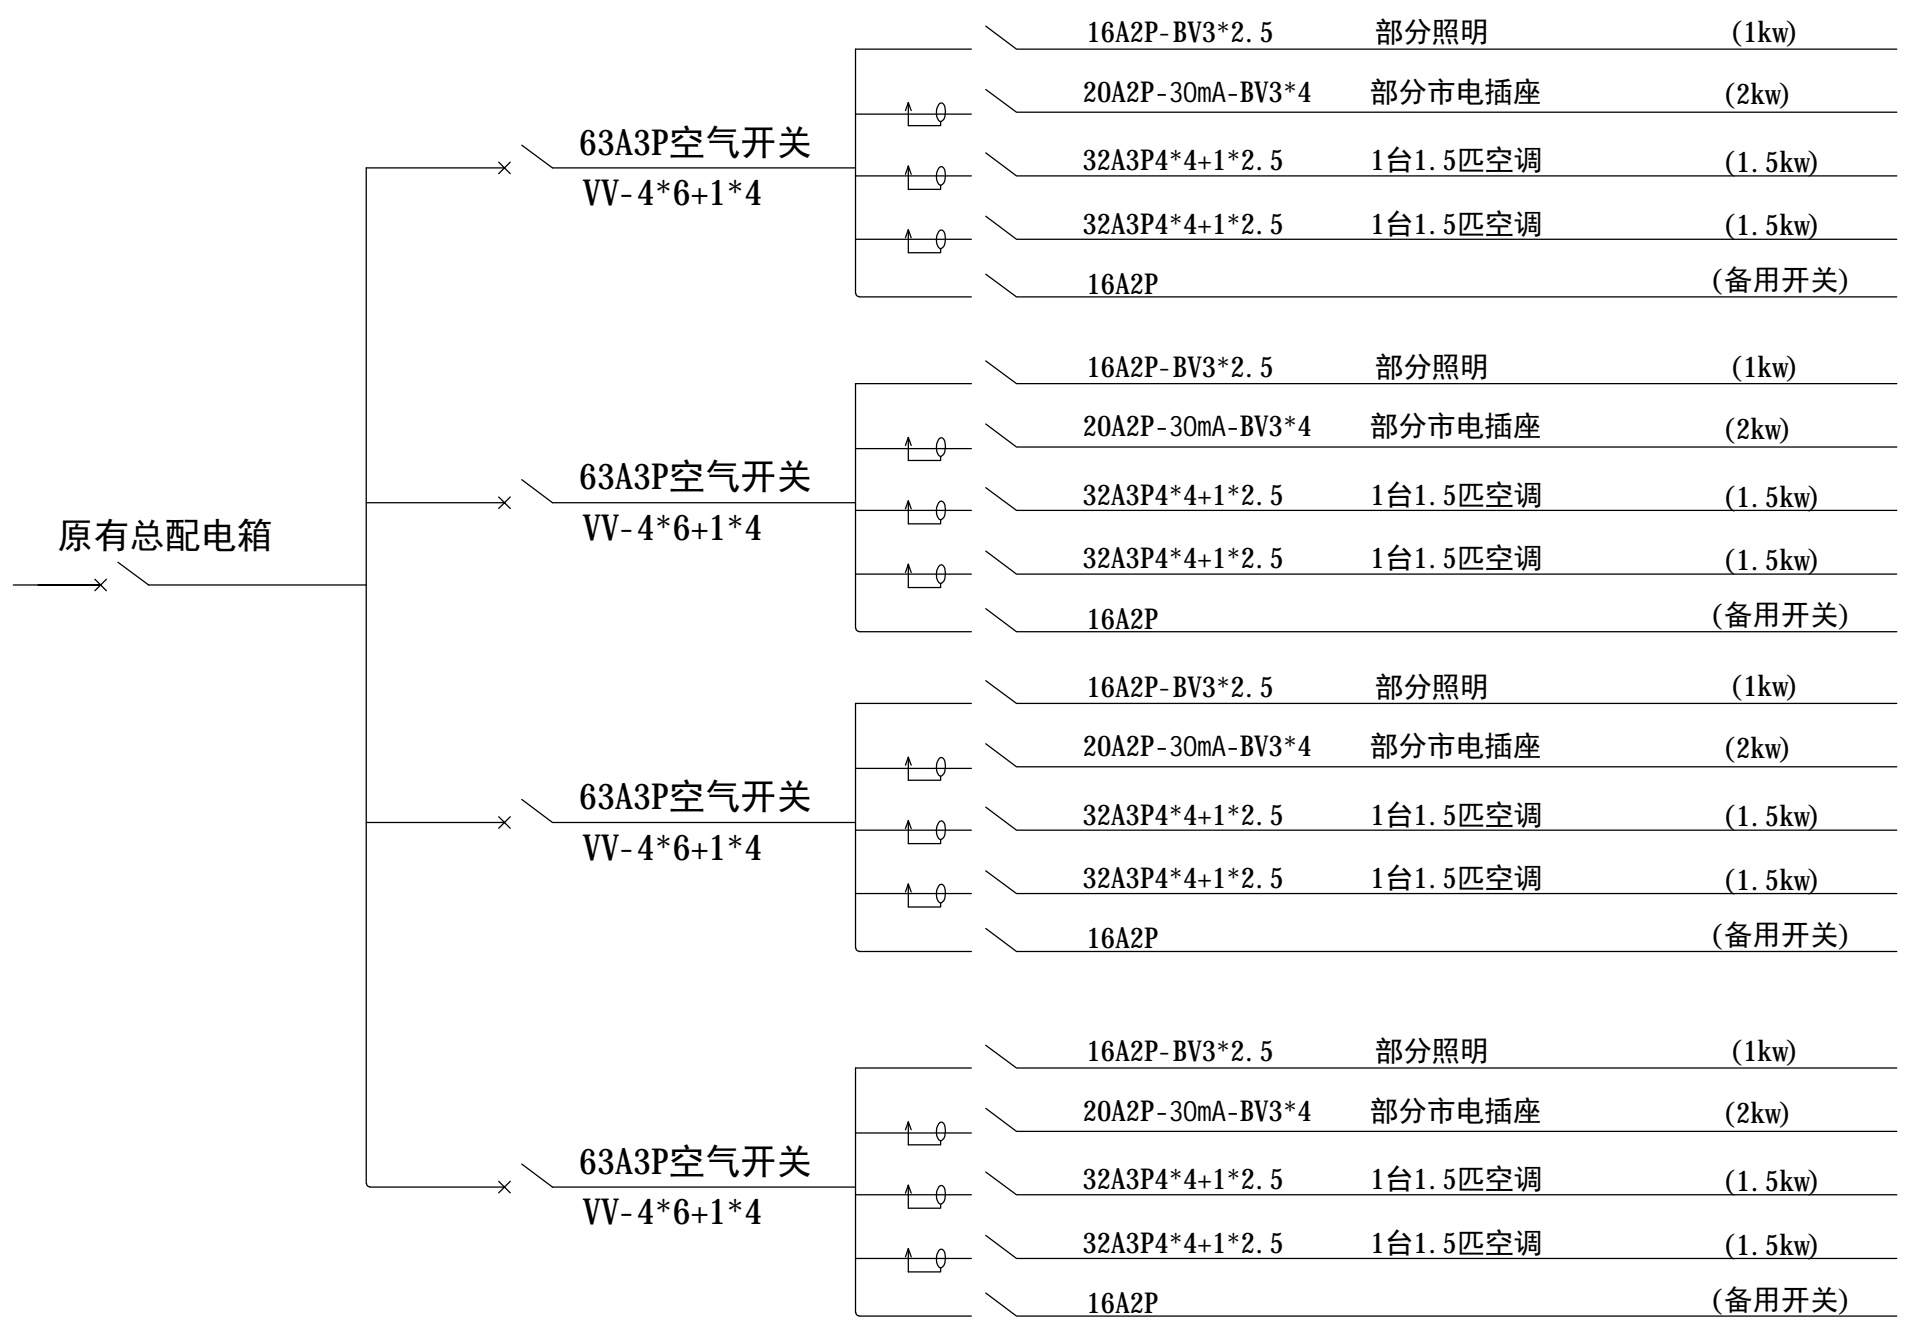 16A2P-BV3*2.5 部分照明 (1kw)
20A2P-30mA-BV3*4 部分市电插座 (2kw)
63A3P空气开关
32A3P4*4+1*2.5 1台1.5匹空调 (1.5kw)
VV-4*6+1*4
32A3P4*4+1*2.5 1台1.5匹空调 (1.5kw)
16A2P (备用开关)
16A2P-BV3*2.5 部分照明 (1kw)
20A2P-30mA-BV3*4 部分市电插座 (2kw)
63A3P空气开关
32A3P4*4+1*2.5 1台1.5匹空调 (1.5kw)
VV-4*6+1*4
原有总配电箱
32A3P4*4+1*2.5 1台1.5匹空调 (1.5kw)
16A2P (备用开关)
16A2P-BV3*2.5 部分照明 (1kw)
20A2P-30mA-BV3*4 部分市电插座 (2kw)
63A3P空气开关
32A3P4*4+1*2.5 1台1.5匹空调 (1.5kw)
VV-4*6+1*4
32A3P4*4+1*2.5 1台1.5匹空调 (1.5kw)
16A2P (备用开关)
16A2P-BV3*2.5 部分照明 (1kw)
20A2P-30mA-BV3*4 部分市电插座 (2kw)
63A3P空气开关
32A3P4*4+1*2.5 1台1.5匹空调 (1.5kw)
VV-4*6+1*4
32A3P4*4+1*2.5 1台1.5匹空调 (1.5kw)
16A2P (备用开关)